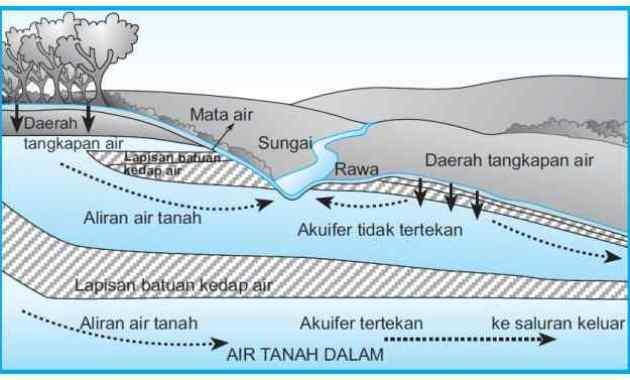 Daerah
tangkapan air
Mata air
Sungai
Lapisan batuan
kedap air
Rawa
Daerah tangkapan air
Aliran air tanah
Akuifer tidak tertekan
Lapisan batuan kedap air
Aliran air tanah
Akuifer tertekan
ke saluran keluar
AIR TANAH DALAM